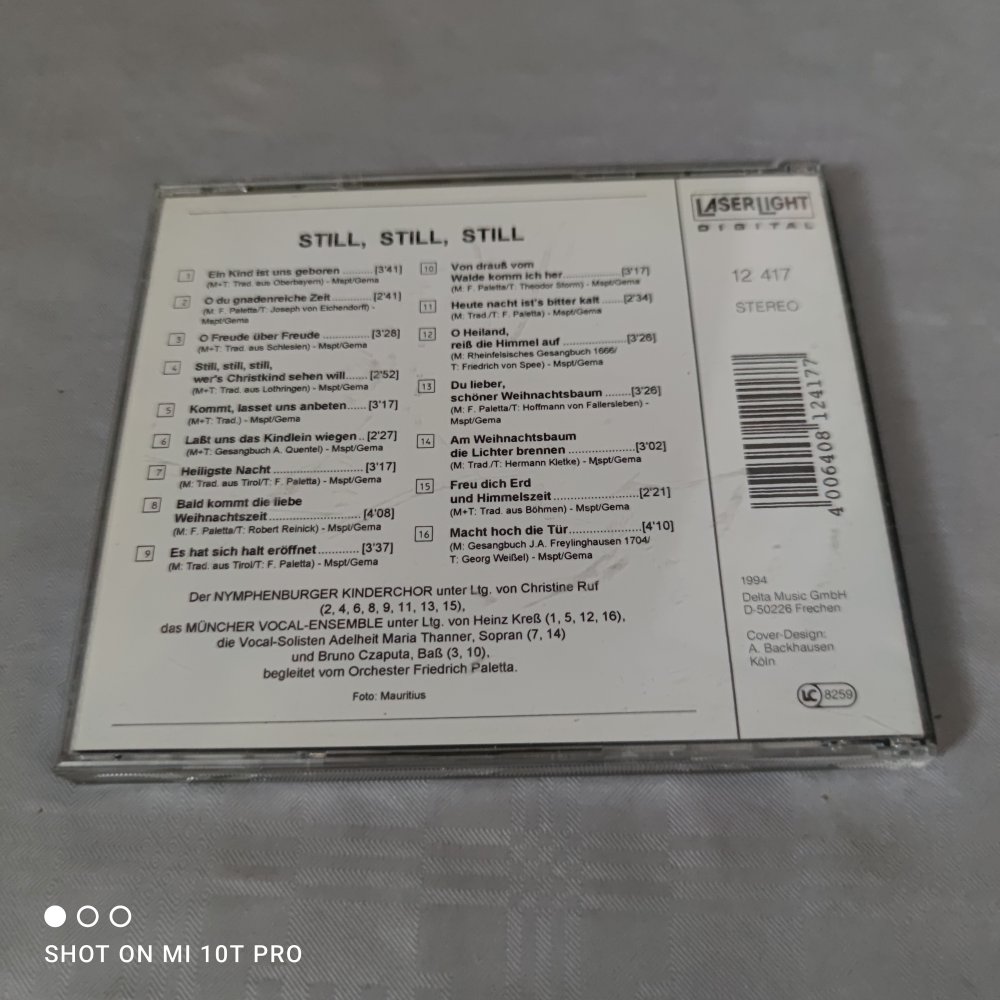 STILL, STILL, STILL
1 Ein Kind ist uns geboren .......... [3'41]
(M+T: Trad. aus Oberbayern) - Mspt/Gema
2 O du gnadenreiche Zeit............ [2'41]
(M: F. Paletta/T: Joseph von Eichendorff) -
Mspt/Gema
3 O Freude über Freude ............ [3'28]
(M+T: Trad. aus Schlesien) - Mspt/Gema
4 Still, still, still,
wer's Christkind sehen will....... [2'52]
(M+T: Trad. aus Lothringen) - Mspt/Gema
5 Kommt, lasset uns anbeten...... [3'17]
(M+T: Trad.) - Mspt/Gema
6 Laßt uns das Kindlein wiegen .. [2'27]
(M+T: Gesangbuch A. Quentel) - Mspt/Gema
7 Heiligste Nacht ...................... [3'17]
(M: Trad. aus Tirol/T: F. Paletta) - Mspt/Gema
8 Bald kommt die liebe
Weihnachtszeit........................ [4'08]
(M: F. Paletta/T: Robert Reinick) - Mspt/Gema
9 Es hat sich halt eröffnet............ [3'37]
(M: Trad. aus Tirol/T: F. Paletta) - Mspt/Gema
10 Von drauß vom
Walde komm ich her................[3'17]
(M: F. Paletta/T: Theodor Storm) - Mspt/Gema
11 Heute nacht ist's bitter kalt ......[2'34]
(M: Trad./T: F. Paletta) - Mspt/Gema
12 O Heiland,
reiß die Himmel auf .................[3'26]
(M: Rheinfelsisches Gesangbuch 1666/
T: Friedrich von Spee) - Mspt/Gema
13 Du lieber,
schöner Weihnachtsbaum ........[3'26]
(M: F. Paletta/T: Hoffmann von Fallersleben) -
Mspt/Gema
14 Am Weihnachtsbaum
die Lichter brennen ..................[3'02]
(M: Trad./T: Hermann Kletke) - Mspt/Gema
15 Freu dich Erd
und Himmelszeit......................[2'21]
(M+T: Trad. aus Böhmen) - Mspt/Gema
16 Macht hoch die Tür...................[4'10]
(M: Gesangbuch J.A. Freylinghausen 1704/
T: Georg Weißel) - Mspt/Gema
Der NYMPHENBURGER KINDERCHOR unter Ltg. von Christine Ruf
(2, 4, 6, 8, 9, 11, 13, 15),
das MÜNCHER VOCAL-ENSEMBLE unter Ltg. von Heinz Kreß (1, 5, 12, 16),
die Vocal-Solisten Adelheit Maria Thanner, Sopran (7, 14)
und Bruno Czaputa, Baß (3, 10),
begleitet vom Orchester Friedrich Paletta.
Foto: Mauritius
LASERLIGHT
DIGITAL
12 417
STEREO
4 006408 124177
1994
Delta Music GmbH
D-50226 Frechen
Cover-Design:
A. Backhausen
Köln
LC 8259
SHOT ON MI 10T PRO